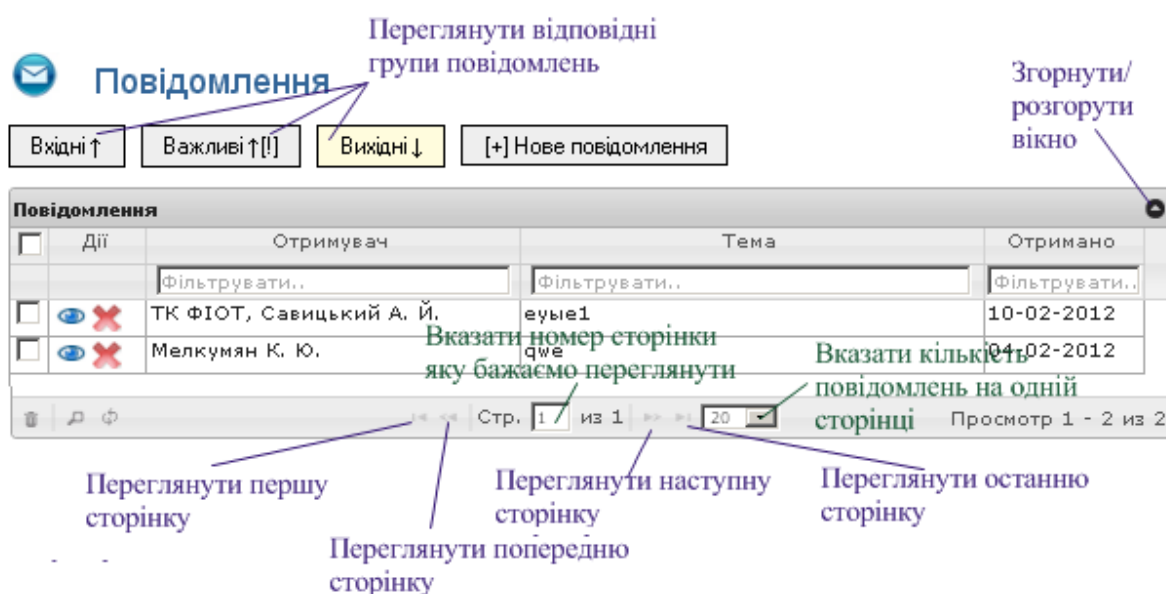 Переглянути відповідні
групи повідомлень
Повідомлення
Згорнути/
розгорути
вікно
Вхідні↑ Важливі↑[!] Вихідні↓ [+] Нове повідомлення
Повідомлення
Дії Отримувач Тема Отримано
Фільтрувати.. Фільтрувати.. Фільтрувати..
ТК ФІОТ, Савицький А. Й. еуые1 10-02-2012
Мелкумян К. Ю. qwe 04-02-2012
Вказати номер сторінки
яку бажаємо переглянути
Вказати кількість
повідомлень на одній
сторінці
Стр. 1 из 1 20 Просмотр 1 - 2 из 2
Переглянути першу
сторінку
Переглянути попередню
сторінку
Переглянути наступну
сторінку
Переглянути останню
сторінку